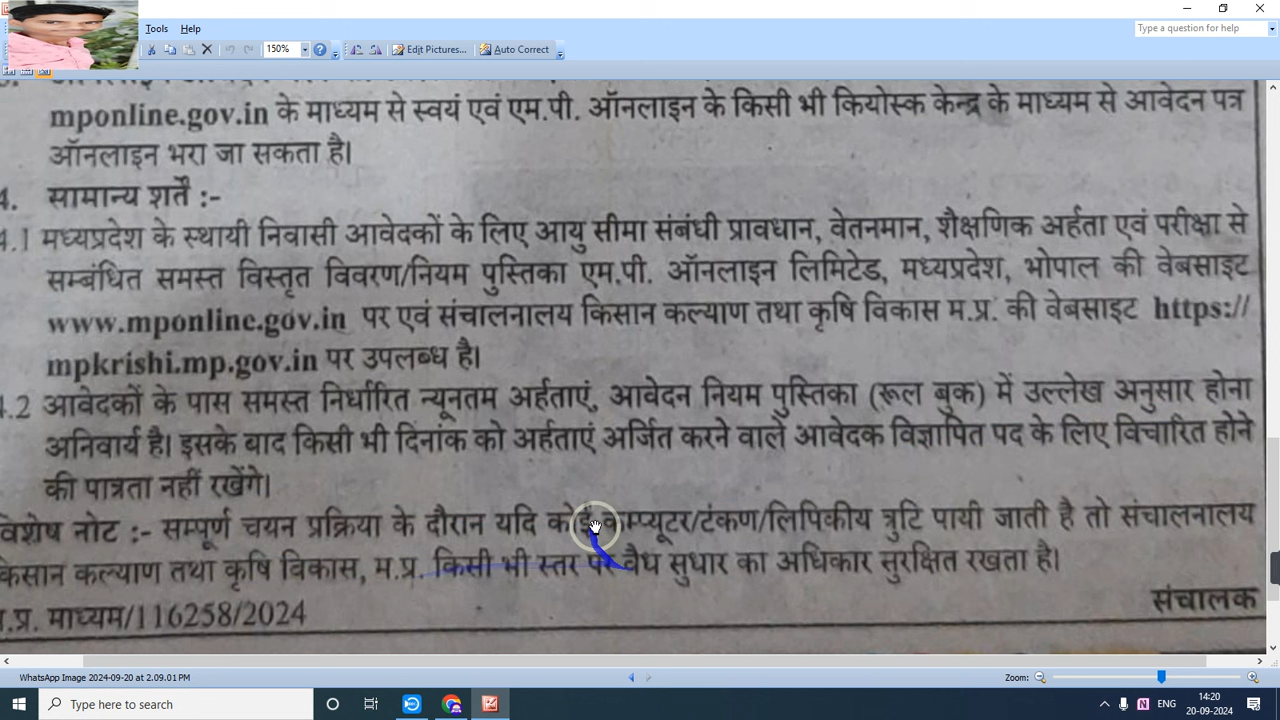 Tools Help
Type a question for help
150%
Edit Pictures...
Auto Correct
mponline.gov.in के माध्यम से स्वयं एवं एम.पी. ऑनलाइन के किसी भी कियोस्क केन्द्र के माध्यम से आवेदन पत्र
ऑनलाइन भरा जा सकता है।
4. सामान्य शर्तें :-
4.1 मध्यप्रदेश के स्थायी निवासी आवेदकों के लिए आयु सीमा संबंधी प्रावधान, वेतनमान, शैक्षणिक अर्हता एवं परीक्षा से
सम्बंधित समस्त विस्तृत विवरण/नियम पुस्तिका एम.पी. ऑनलाइन लिमिटेड, मध्यप्रदेश, भोपाल की वेबसाइट
www.mponline.gov.in पर एवं संचालनालय किसान कल्याण तथा कृषि विकास म.प्र. की वेबसाइट https://
mpkrishi.mp.gov.in पर उपलब्ध है।
4.2 आवेदकों के पास समस्त निर्धारित न्यूनतम अर्हताएं, आवेदन नियम पुस्तिका (रूल बुक) में उल्लेख अनुसार होना
अनिवार्य है। इसके बाद किसी भी दिनांक को अर्हताएं अर्जित करने वाले आवेदक विज्ञापित पद के लिए विचारित होने
की पात्रता नहीं रखेंगे।
विशेष नोट :- सम्पूर्ण चयन प्रक्रिया के दौरान यदि कोई कम्प्यूटर/टंकण/लिपिकीय त्रुटि पायी जाती है तो संचालनालय
किसान कल्याण तथा कृषि विकास, म.प्र. किसी भी स्तर पर वैध सुधार का अधिकार सुरक्षित रखता है।
संचालक
म.प्र. माध्यम/116258/2024
WhatsApp Image 2024-09-20 at 2.09.01 PM
Zoom:
Type here to search
ENG
14:20
20-09-2024